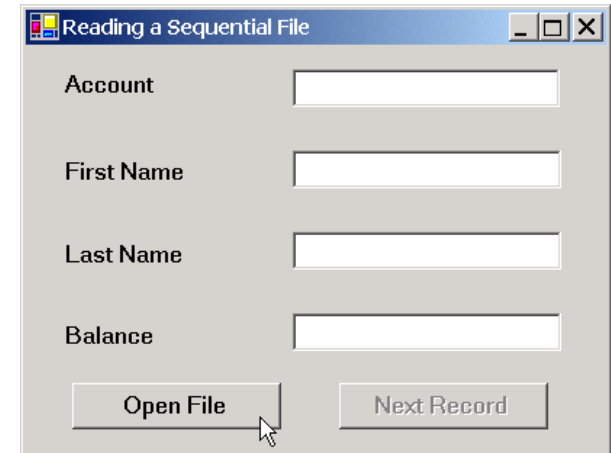 Reading a Sequential File
Account
First Name
Last Name
Balance
Open File Next Record